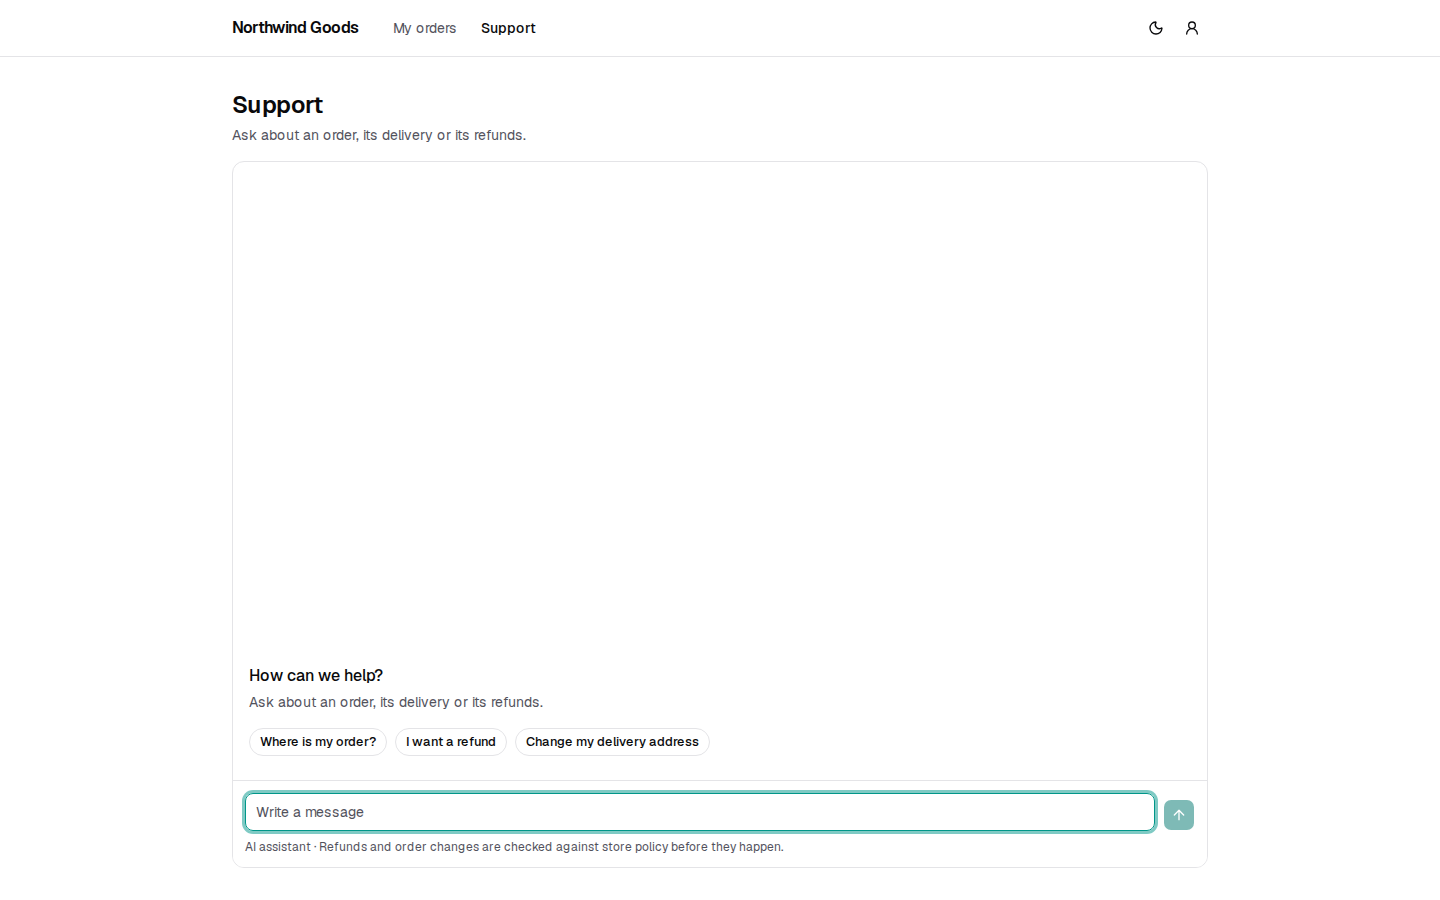 Northwind Goods My orders Support
Support
Ask about an order, its delivery or its refunds.
How can we help?
Ask about an order, its delivery or its refunds.
Where is my order? I want a refund Change my delivery address
Write a message
AI assistant · Refunds and order changes are checked against store policy before they happen.